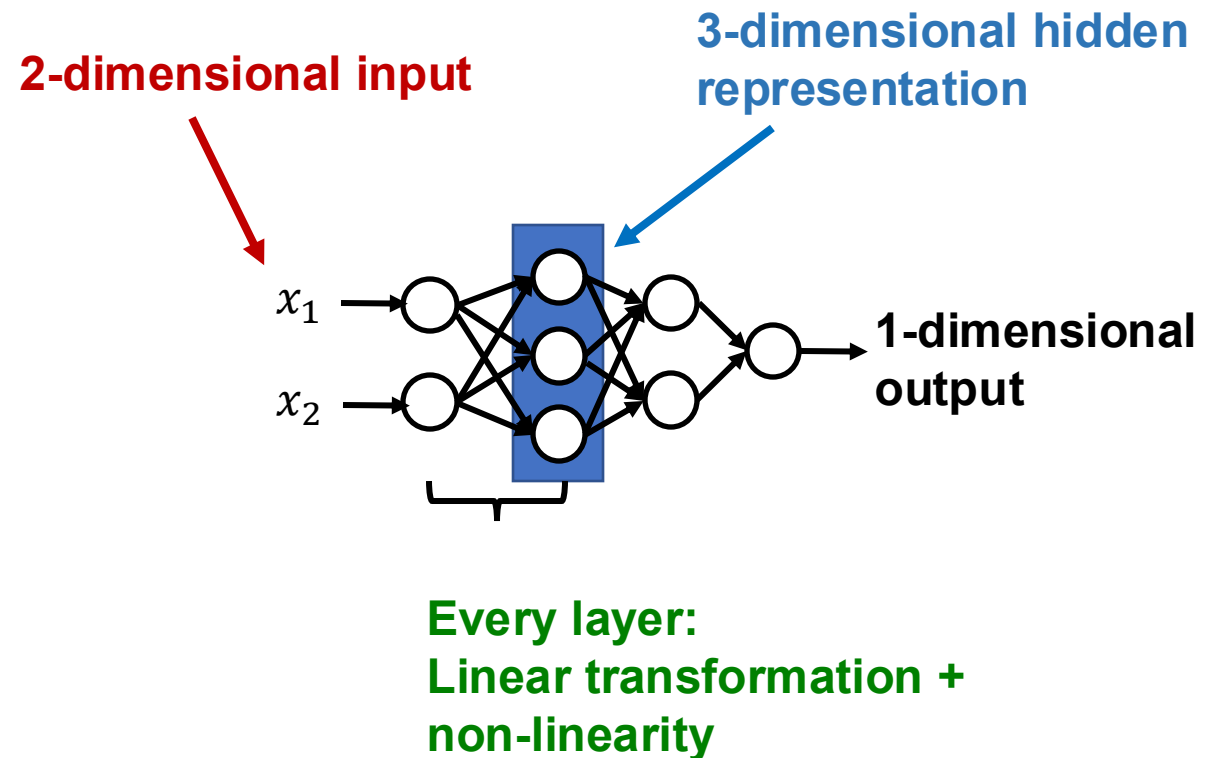 2-dimensional input
3-dimensional hidden
representation
x₁
x₂
1-dimensional
output
Every layer:
Linear transformation +
non-linearity